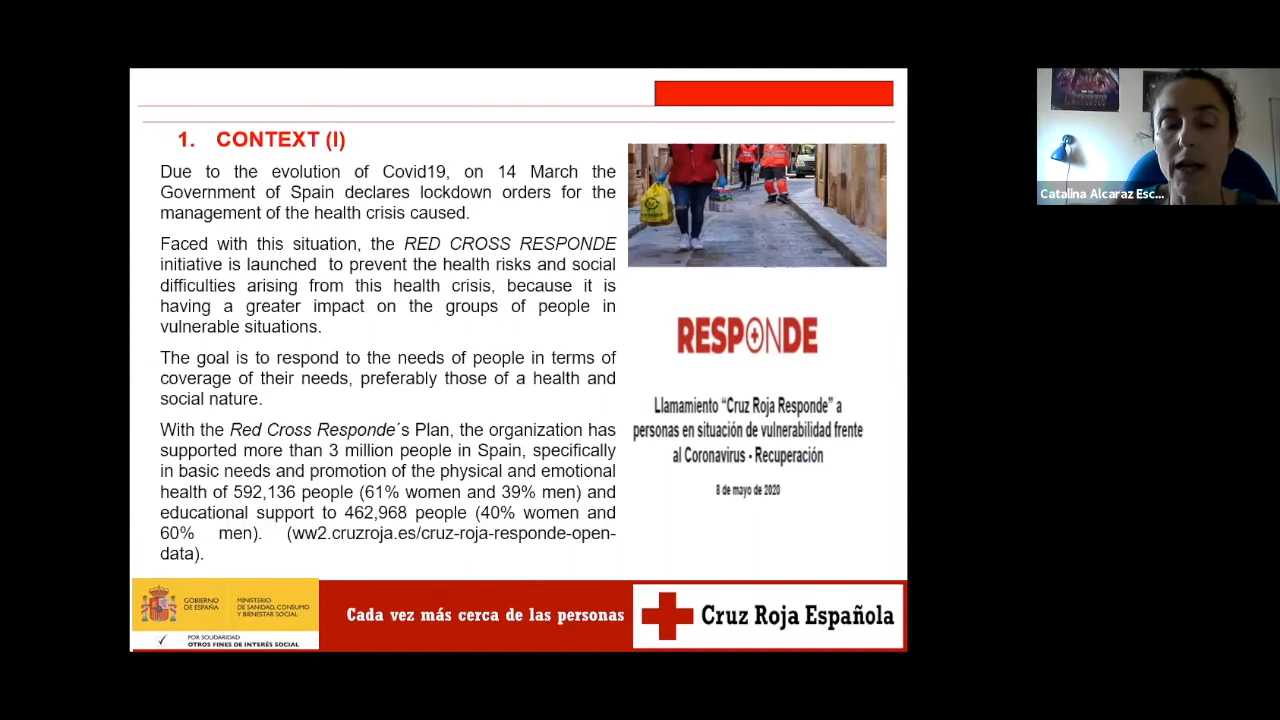 1. CONTEXT (I)
Due to the evolution of Covid19, on 14 March the
Government of Spain declares lockdown orders for the
management of the health crisis caused.
Faced with this situation, the RED CROSS RESPONDE
initiative is launched to prevent the health risks and social
difficulties arising from this health crisis, because it is
having a greater impact on the groups of people in
vulnerable situations.
The goal is to respond to the needs of people in terms of
coverage of their needs, preferably those of a health and
social nature.
With the Red Cross Responde´s Plan, the organization has
supported more than 3 million people in Spain, specifically
in basic needs and promotion of the physical and emotional
health of 592,136 people (61% women and 39% men) and
educational support to 462,968 people (40% women and
60% men). (ww2.cruzroja.es/cruz-roja-responde-open-
data).
RESPONDE
Llamamiento “Cruz Roja Responde” a
personas en situación de vulnerabilidad frente
al Coronavirus - Recuperación
8 de mayo de 2020
GOBIERNO
DE ESPAÑA
MINISTERIO
DE SANIDAD, CONSUMO
Y BIENESTAR SOCIAL
POR SOLIDARIDAD
OTROS FINES DE INTERÉS SOCIAL
Cada vez más cerca de las personas
Cruz Roja Española
Catalina Alcaraz Esc...